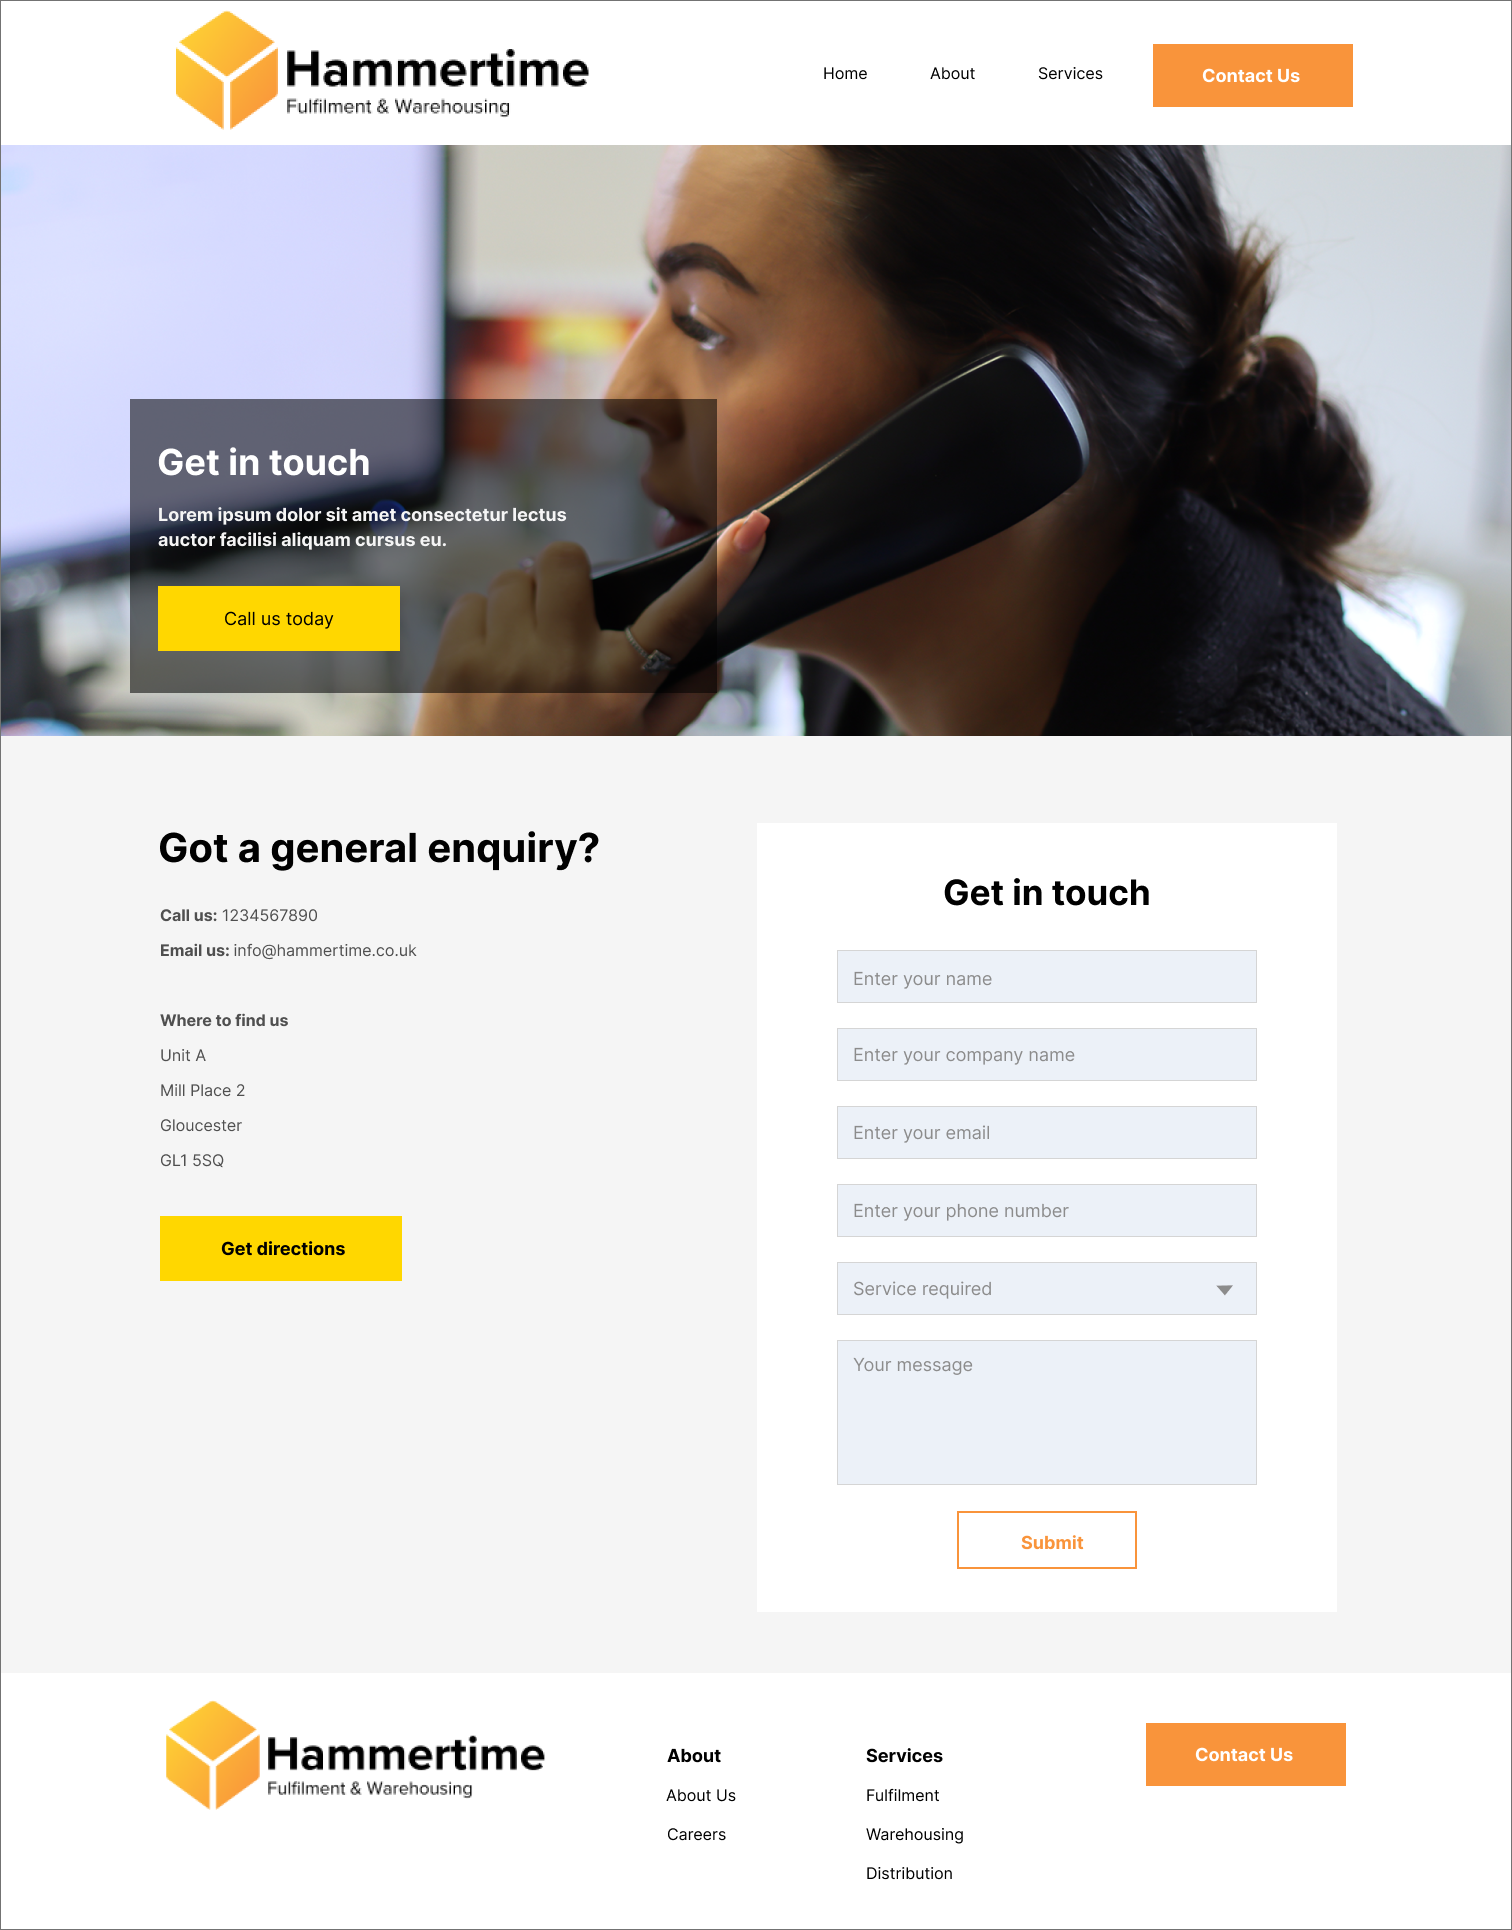 Hammertime
Fulfilment & Warehousing
Home About Services Contact Us
Get in touch
Lorem ipsum dolor sit amet consectetur lectus
auctor facilisi aliquam cursus eu.
Call us today
Got a general enquiry?
Call us: 1234567890
Email us: info@hammertime.co.uk
Where to find us
Unit A
Mill Place 2
Gloucester
GL1 5SQ
Get directions
Get in touch
Enter your name
Enter your company name
Enter your email
Enter your phone number
Service required
Your message
Submit
Hammertime
Fulfilment & Warehousing
About
About Us
Careers
Services
Fulfilment
Warehousing
Distribution
Contact Us